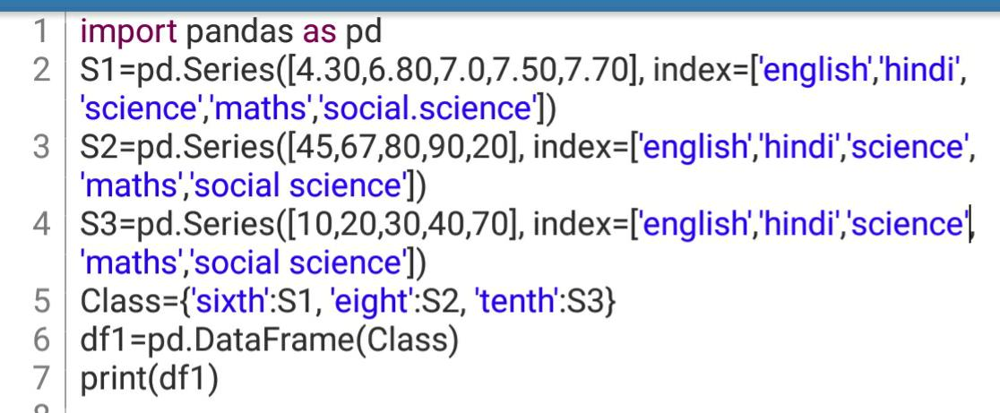 1 import pandas as pd
2 S1=pd.Series([4.30,6.80,7.0,7.50,7.70], index=['english','hindi',
'science','maths','social.science'])
3 S2=pd.Series([45,67,80,90,20], index=['english','hindi','science',
'maths','social science'])
4 S3=pd.Series([10,20,30,40,70], index=['english','hindi','science',
'maths','social science'])
5 Class={'sixth':S1, 'eight':S2, 'tenth':S3}
6 df1=pd.DataFrame(Class)
7 print(df1)